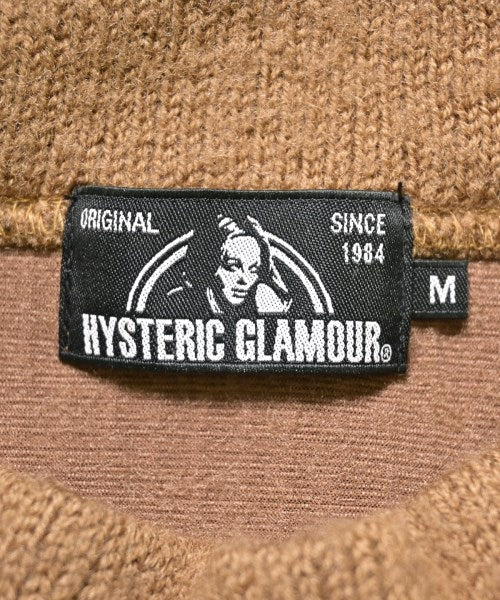 ORIGINAL SINCE
1984
HYSTERIC GLAMOUR®
M